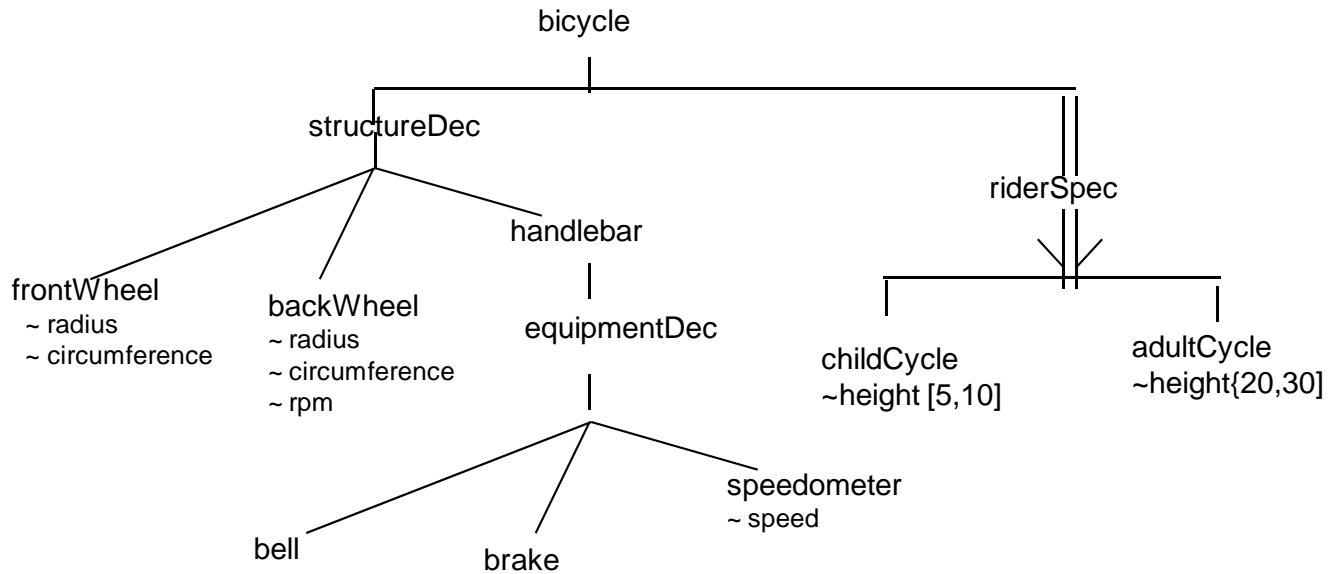 bicycle
structureDec
riderSpec
handlebar
frontWheel
~ radius
~ circumference
backWheel
~ radius
~ circumference
~ rpm
equipmentDec
childCycle
~height [5,10]
adultCycle
~height{20,30]
speedometer
~ speed
bell
brake